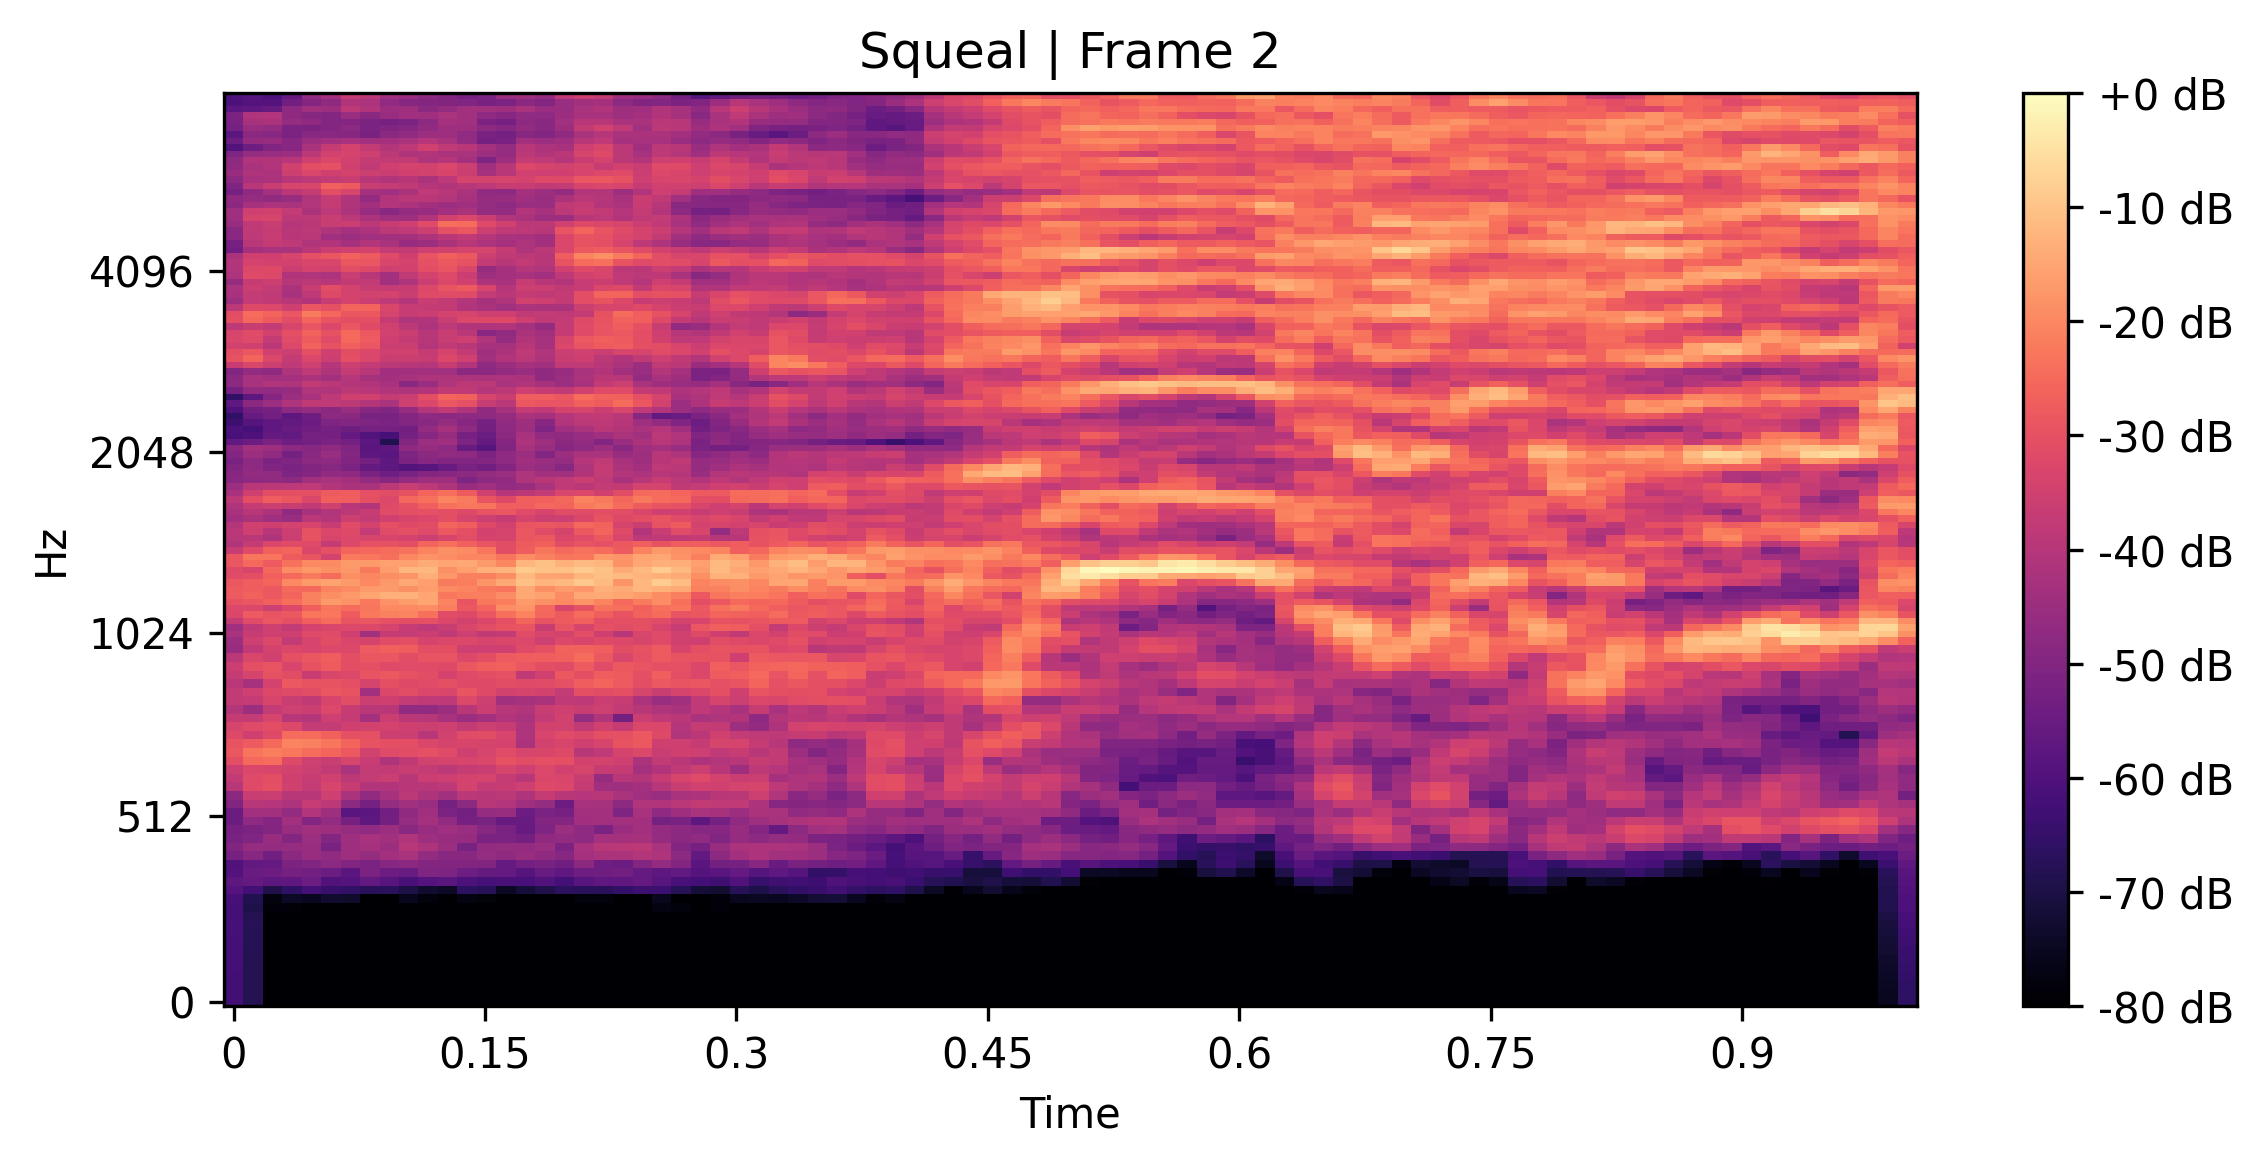 Squeal | Frame 2
Hz
4096
2048
1024
512
0
0 0.15 0.3 0.45 0.6 0.75 0.9
Time
+0 dB
-10 dB
-20 dB
-30 dB
-40 dB
-50 dB
-60 dB
-70 dB
-80 dB